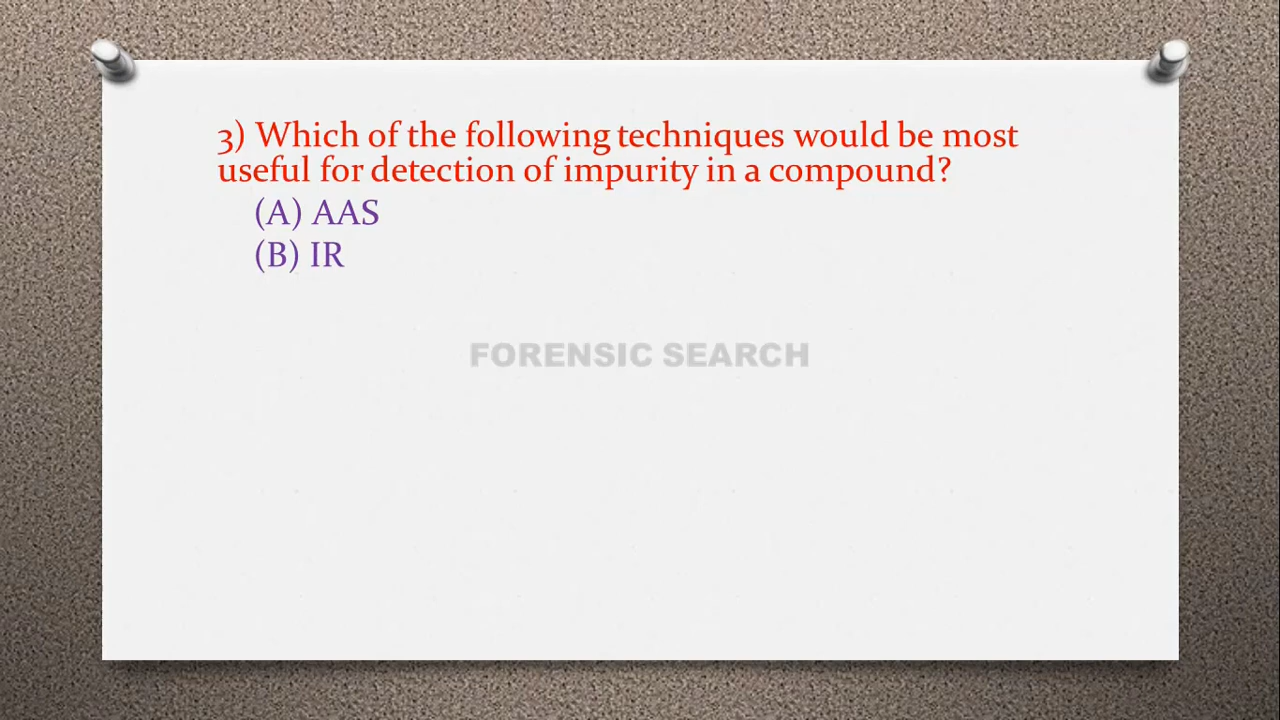 3) Which of the following techniques would be most
useful for detection of impurity in a compound?
(A) AAS
(B) IR
FORENSIC SEARCH